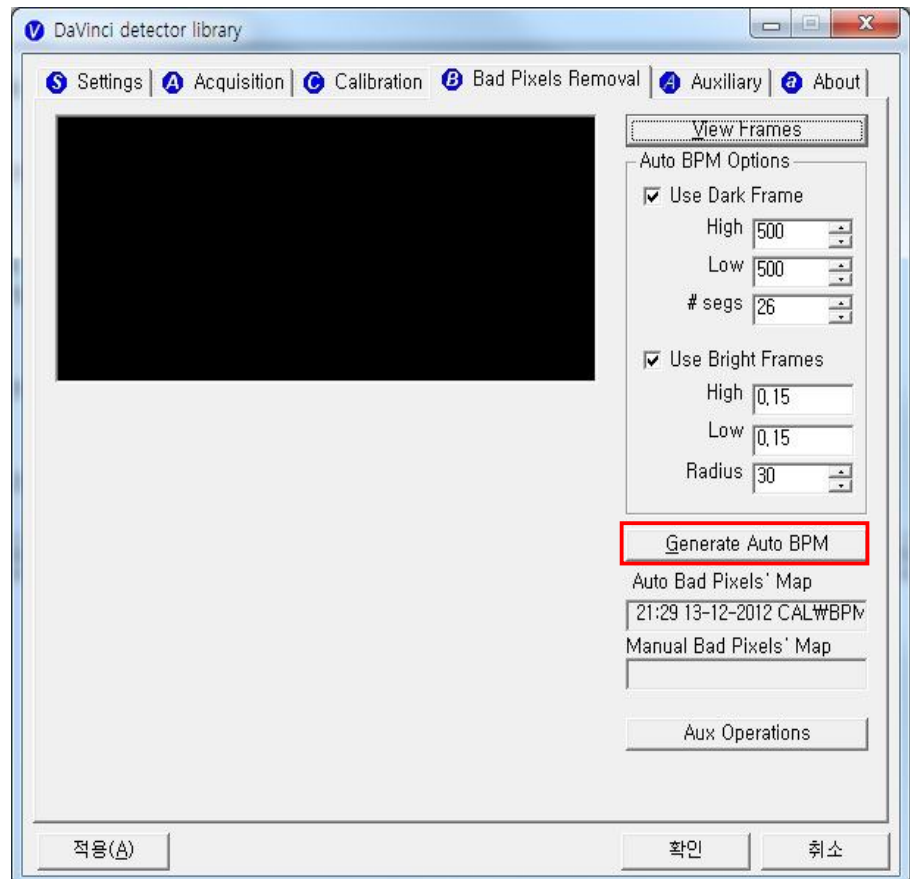 DaVinci detector library
Settings Acquisition Calibration Bad Pixels Removal Auxiliary About
View Frames
Auto BPM Options
Use Dark Frame
High 500
Low 500
# segs 26
Use Bright Frames
High 0.15
Low 0.15
Radius 30
Generate Auto BPM
Auto Bad Pixels' Map
21:29 13-12-2012 CAL₩BPM
Manual Bad Pixels' Map
Aux Operations
적용(A) 확인 취소